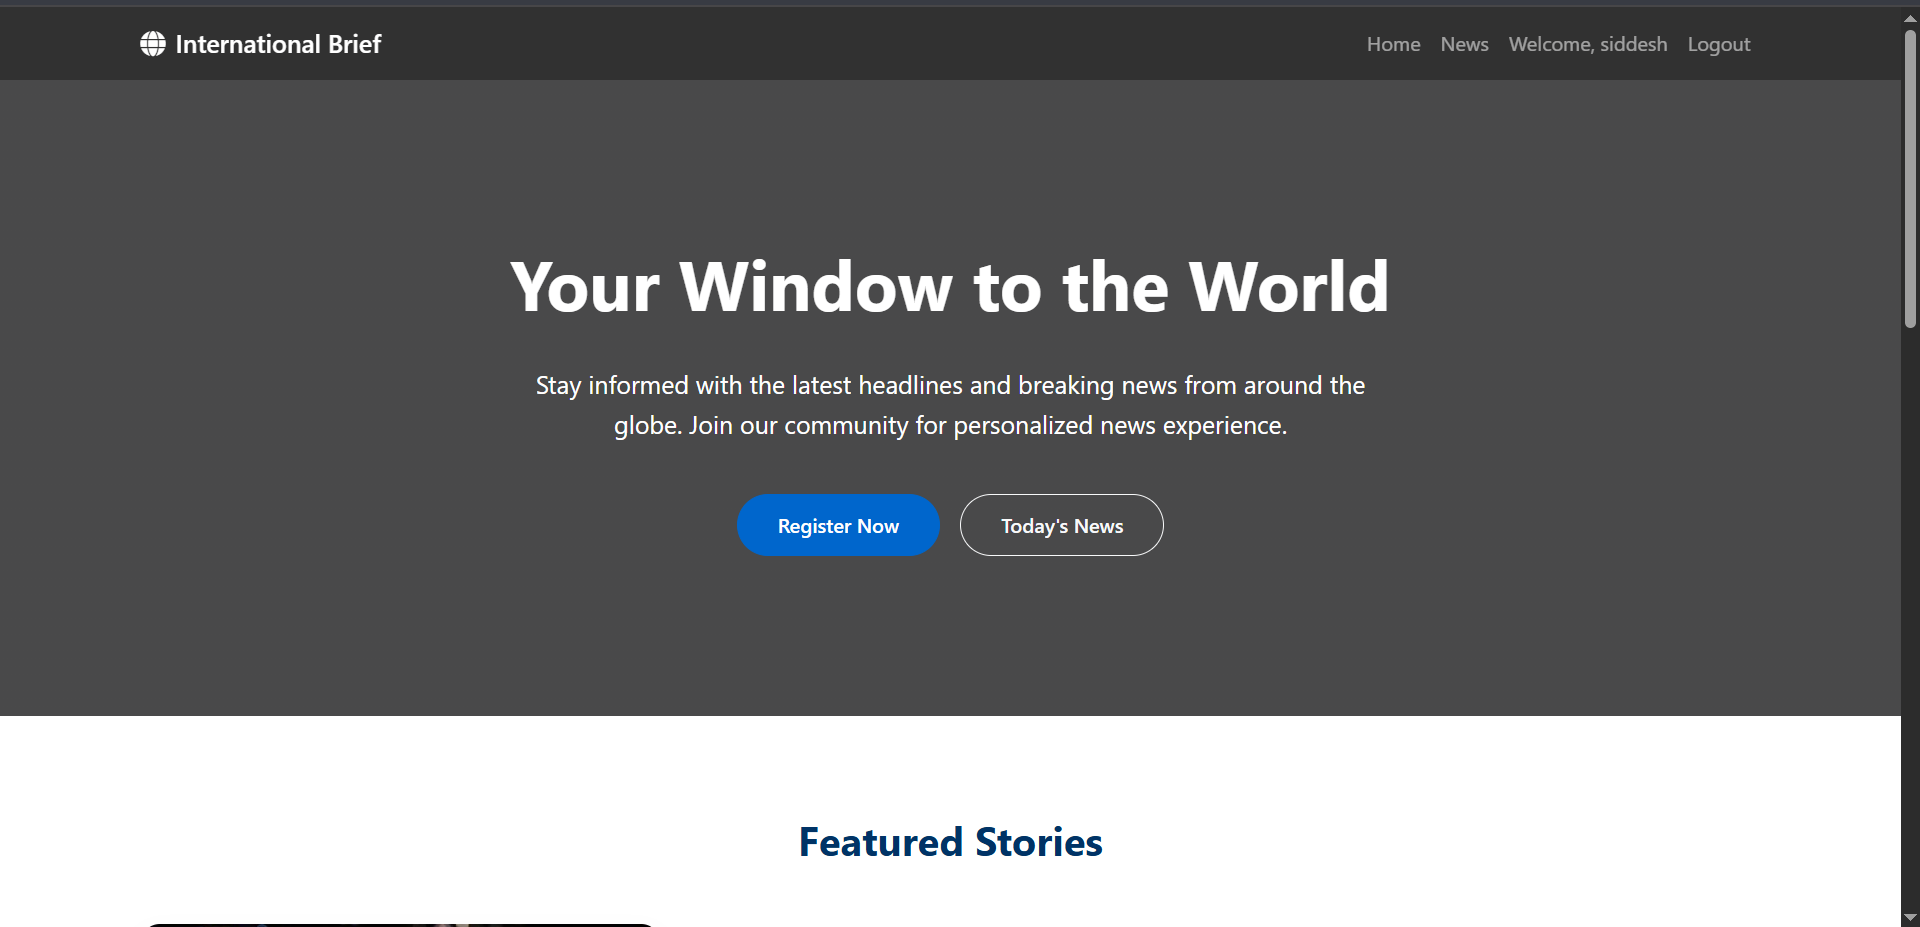 International Brief
Home News Welcome, siddesh Logout
Your Window to the World
Stay informed with the latest headlines and breaking news from around the
globe. Join our community for personalized news experience.
Register Now
Today's News
Featured Stories